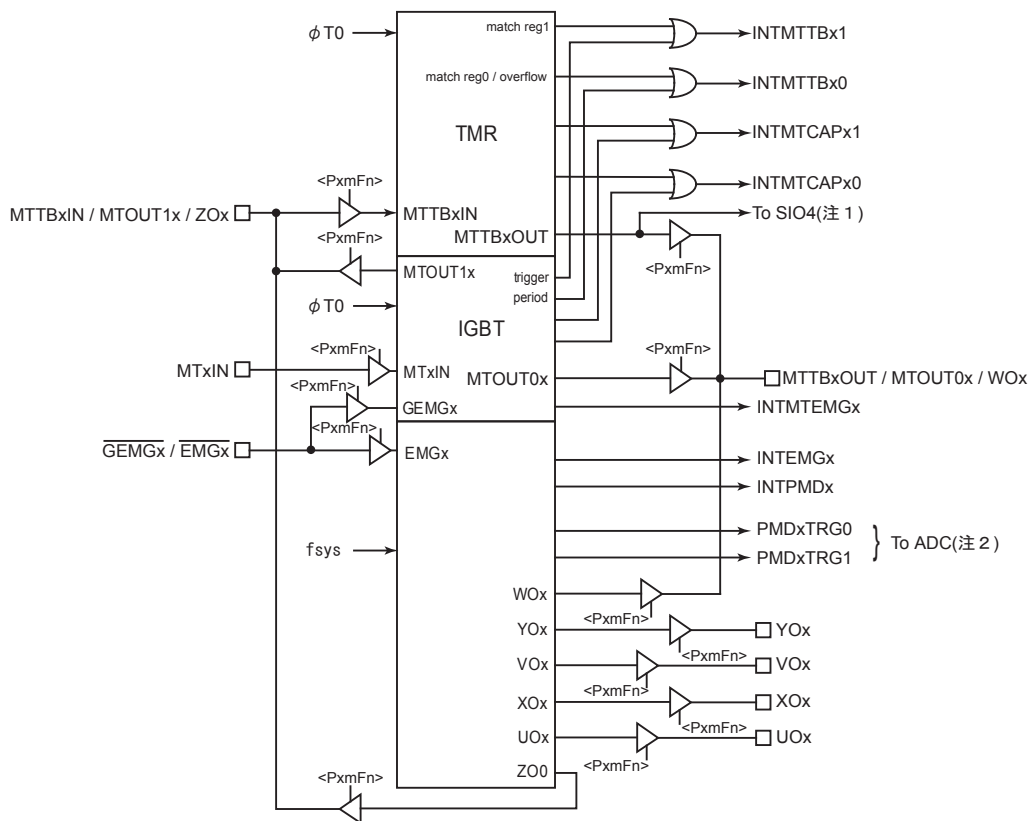 φT0
match reg1
INTMTTBx1
match reg0 / overflow
INTMTTBx0
TMR
INTMTCAPx1
<PxmFn>
INTMTCAPx0
MTTBxIN / MTOUT1x / ZOx
MTTBxIN
To SIO4(注1)
MTTBxOUT
<PxmFn>
<PxmFn>
MTOUT1x
trigger
φT0
period
IGBT
<PxmFn>
<PxmFn>
MTxIN
MTxIN
MTOUT0x
MTTBxOUT / MTOUT0x / WOx
<PxmFn>
GEMGx
INTMTEMGx
<PxmFn>
GEMGx / EMGx
EMGx
INTEMGx
INTPMDx
PMDxTRG0
fsys
To ADC(注2)
PMDxTRG1
WOx
<PxmFn>
YOx
YOx
<PxmFn>
VOx
VOx
<PxmFn>
XOx
XOx
<PxmFn>
UOx
UOx
<PxmFn>
ZO0
<PxmFn>